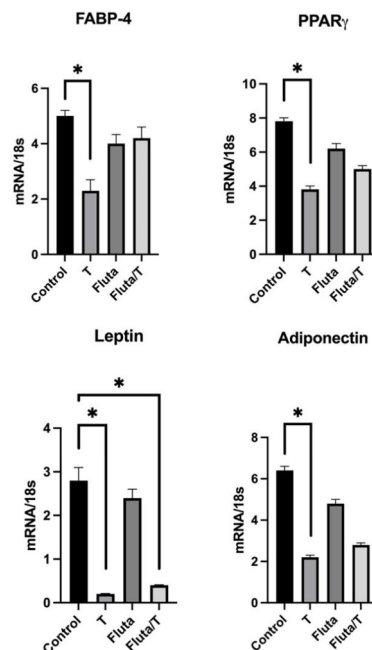 FABP-4
*
mRNA/18s
6
4
2
0
Control
T
Fluta
Fluta/T
PPARγ
*
mRNA/18s
10
8
6
4
2
0
Control
T
Fluta
Fluta/T
Leptin
*
*
mRNA/18s
4
3
2
1
0
Control
T
Fluta
Fluta/T
Adiponectin
*
mRNA/18s
8
6
4
2
0
Control
T
Fluta
Fluta/T